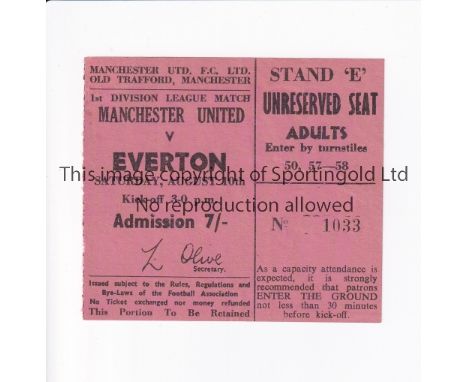 MANCHESTER UTD. F.C. LTD.
OLD TRAFFORD, MANCHESTER
1st DIVISION LEAGUE MATCH
MANCHESTER UNITED
V
EVERTON
SATURDAY, AUGUST 10th
Kick-off 3.0 p.m.
Admission 7/-
L. Olive
Secretary.
Issued subject to the Rules, Regulations and
Bye-Laws of the Football Association
No Ticket exchanged nor money refunded
This Portion To Be Retained
STAND 'E'
UNRESERVED SEAT
ADULTS
Enter by turnstiles
50, 57—58
No 1033
As a capacity attendance is
expected, it is strongly
recommended that patrons
ENTER THE GROUND
not less than 30 minutes
before kick-off.
This image is copyright of Sportingold Ltd
No reproduction allowed